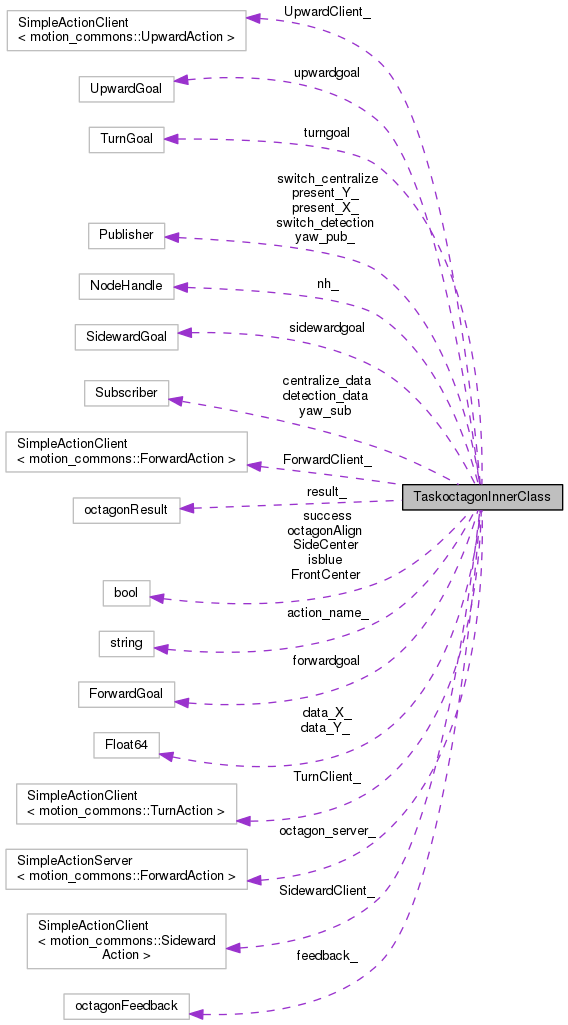 SimpleActionClient
< motion_commons::UpwardAction >
UpwardClient_
UpwardGoal
upwardgoal
TurnGoal
turngoal
Publisher
switch_centralize
present_Y_
present_X_
switch_detection
yaw_pub_
NodeHandle
nh_
SidewardGoal
sidewardgoal
Subscriber
centralize_data
detection_data
yaw_sub
SimpleActionClient
< motion_commons::ForwardAction >
ForwardClient_
TaskoctagonInnerClass
octagonResult
result_
bool
success
octagonAlign
SideCenter
isblue
FrontCenter
string
action_name_
ForwardGoal
forwardgoal
Float64
data_X_
data_Y_
SimpleActionClient
< motion_commons::TurnAction >
TurnClient_
SimpleActionServer
< motion_commons::ForwardAction >
octagon_server_
SimpleActionClient
< motion_commons::Sideward
Action >
SidewardClient_
octagonFeedback
feedback_